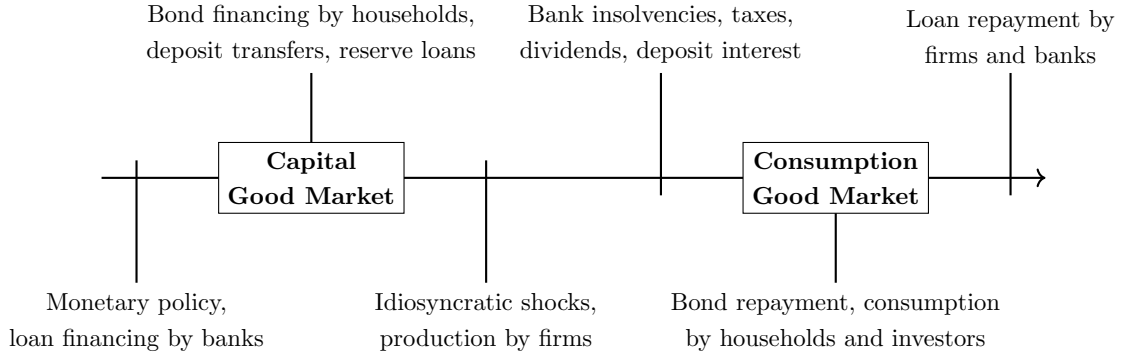 Bond financing by households,
deposit transfers, reserve loans
Bank insolvencies, taxes,
dividends, deposit interest
Loan repayment by
firms and banks
Capital
Good Market
Consumption
Good Market
Monetary policy,
loan financing by banks
Idiosyncratic shocks,
production by firms
Bond repayment, consumption
by households and investors